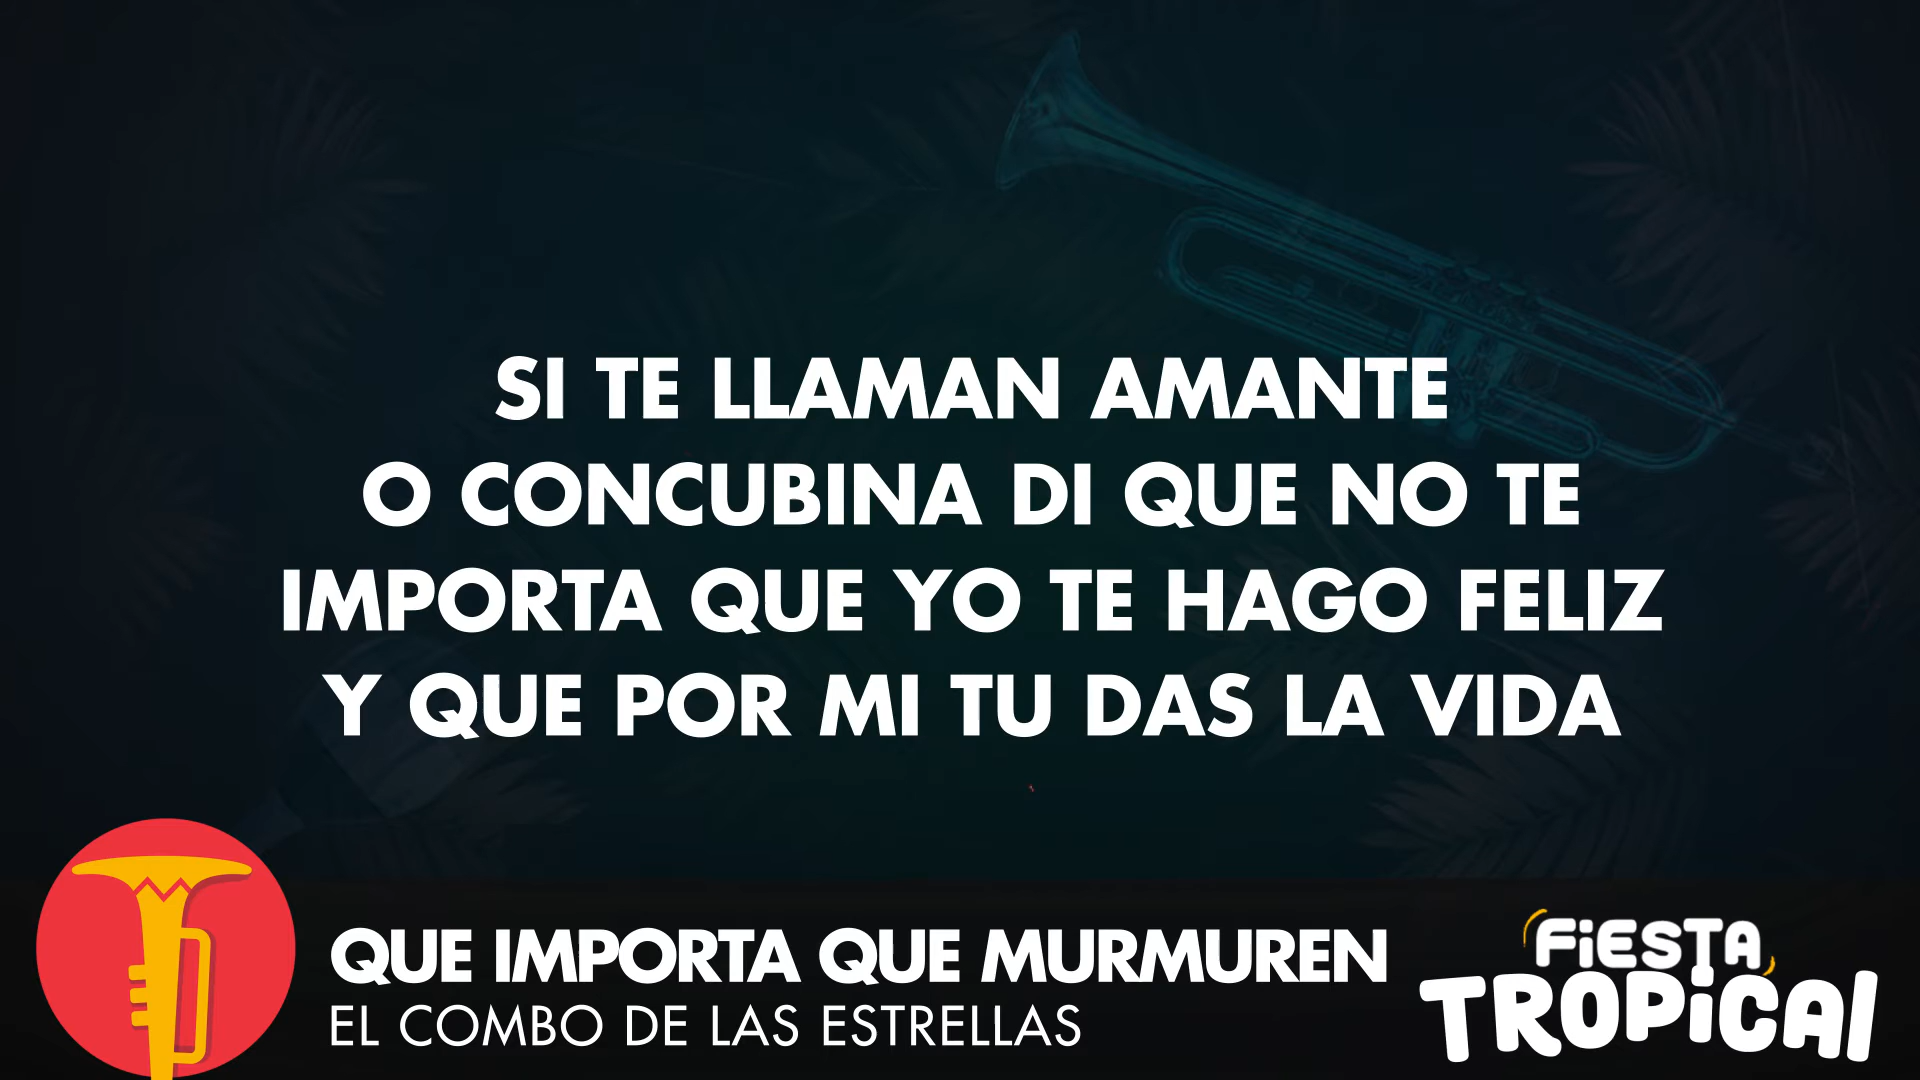 SI TE LLAMAN AMANTE
O CONCUBINA DI QUE NO TE
IMPORTA QUE YO TE HAGO FELIZ
Y QUE POR MI TU DAS LA VIDA
QUE IMPORTA QUE MURMUREN
EL COMBO DE LAS ESTRELLAS
FiESTA
TROPiCAl